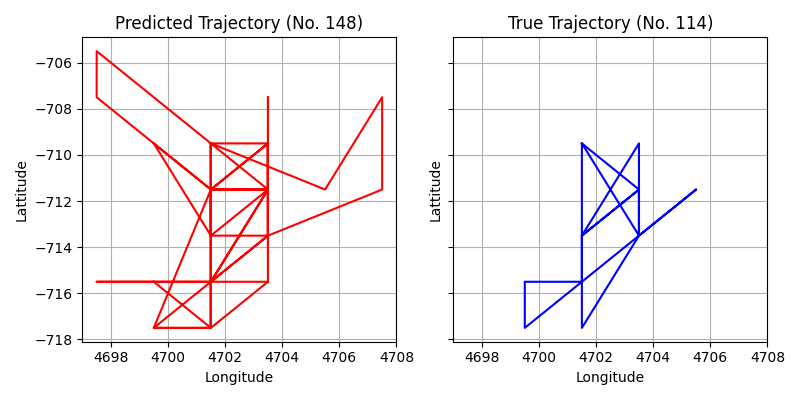 Predicted Trajectory (No. 148)
True Trajectory (No. 114)
−706
−708
−710
−712
−714
−716
−718
Lattitude
Lattitude
4698 4700 4702 4704 4706 4708
4698 4700 4702 4704 4706 4708
Longitude
Longitude